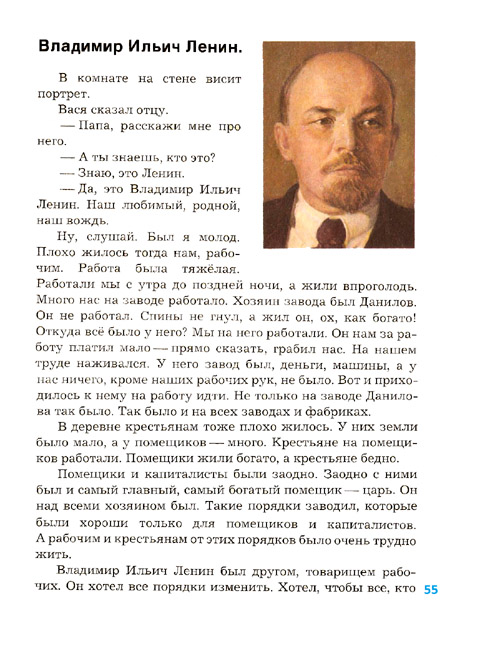 Владимир Ильич Ленин.
В комнате на стене висит
портрет.
Вася сказал отцу.
— Папа, расскажи мне про
него.
— А ты знаешь, кто это?
— Знаю, это Ленин.
— Да, это Владимир Ильич
Ленин. Наш любимый, родной,
наш вождь.
Ну, слушай. Был я молод.
Плохо жилось тогда нам, рабо-
чим. Работа была тяжёлая.
Работали мы с утра до поздней ночи, а жили впроголодь.
Много нас на заводе работало. Хозяин завода был Данилов.
Он не работал. Спины не гнул, а жил он, ох, как богато!
Откуда всё было у него? Мы на него работали. Он нам за ра-
боту платил мало — прямо сказать, грабил нас. На нашем
труде наживался. У него завод был, деньги, машины, а у
нас ничего, кроме наших рабочих рук, не было. Вот и прихо-
дилось к нему на работу идти. Не только на заводе Данило-
ва так было. Так было и на всех заводах и фабриках.
В деревне крестьянам тоже плохо жилось. У них земли
было мало, а у помещиков — много. Крестьяне на помещи-
ков работали. Помещики жили богато, а крестьяне бедно.
Помещики и капиталисты были заодно. Заодно с ними
был и самый главный, самый богатый помещик — царь. Он
над всеми хозяином был. Такие порядки заводил, которые
были хороши только для помещиков и капиталистов.
А рабочим и крестьянам от этих порядков было очень трудно
жить.
Владимир Ильич Ленин был другом, товарищем рабо-
чих. Он хотел все порядки изменить. Хотел, чтобы все, кто
55